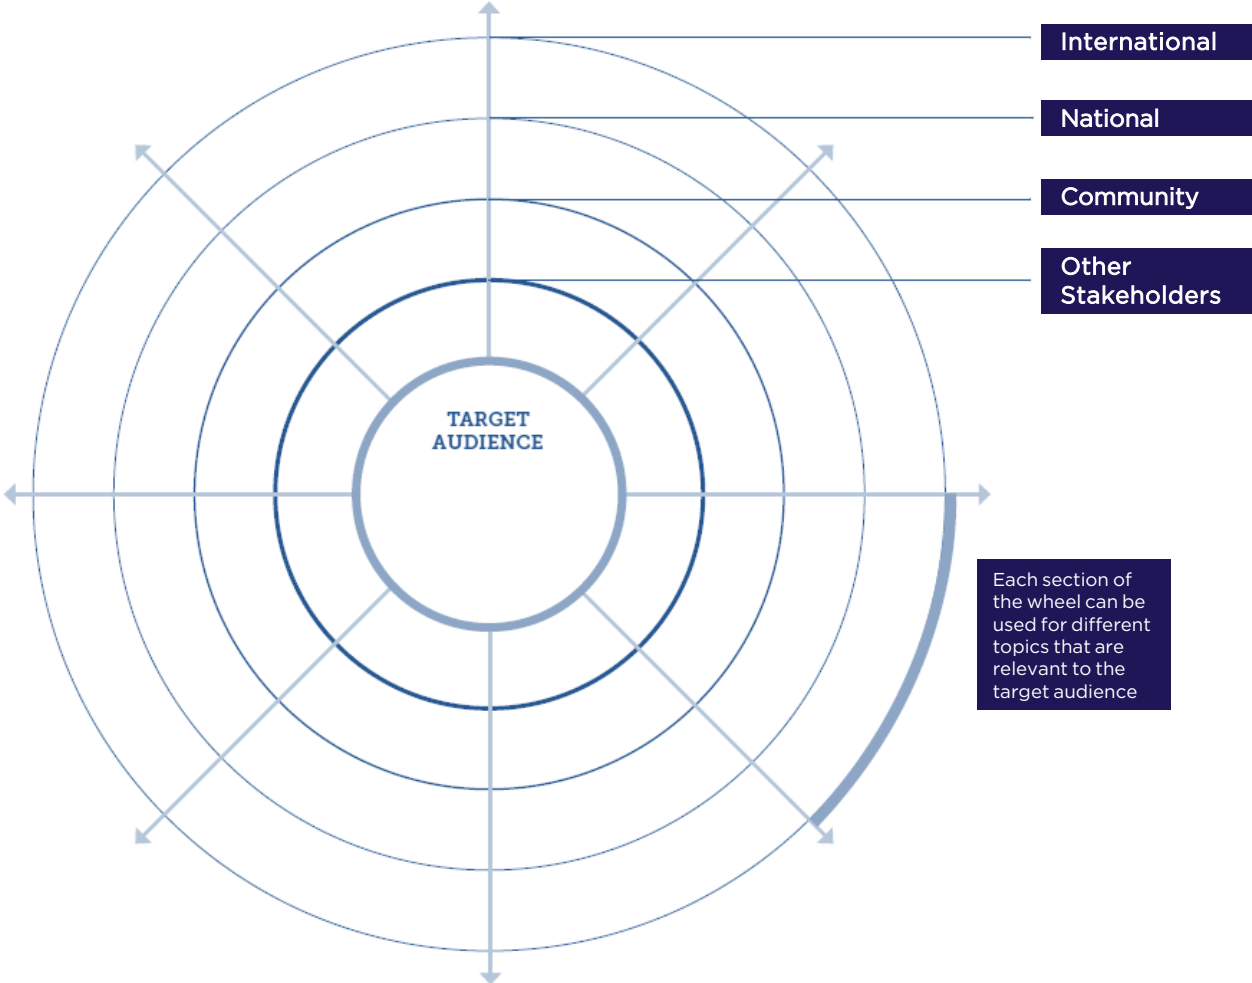 International
National
Community
Other
Stakeholders
TARGET
AUDIENCE
Each section of
the wheel can be
used for different
topics that are
relevant to the
target audience